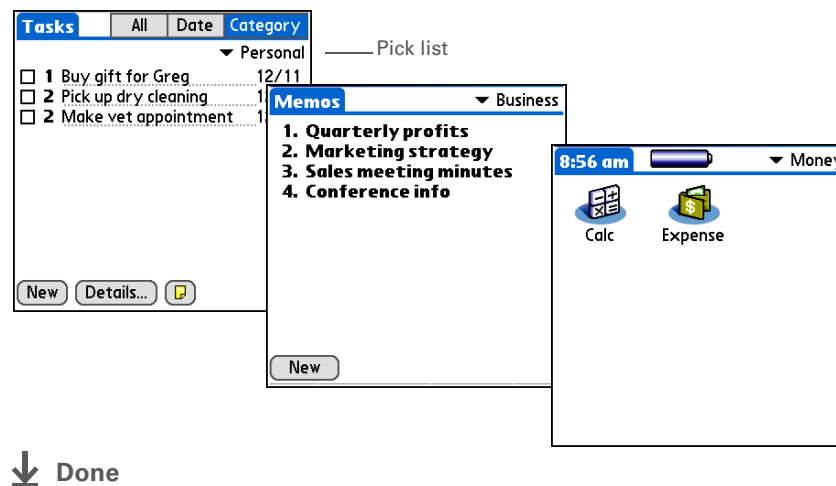 Tasks All Date Category
Personal
Pick list
1 Buy gift for Greg 12/11
2 Pick up dry cleaning
2 Make vet appointment
New Details...
Memos Business
1. Quarterly profits
2. Marketing strategy
3. Sales meeting minutes
4. Conference info
New
8:56 am Money
Calc Expense
Done